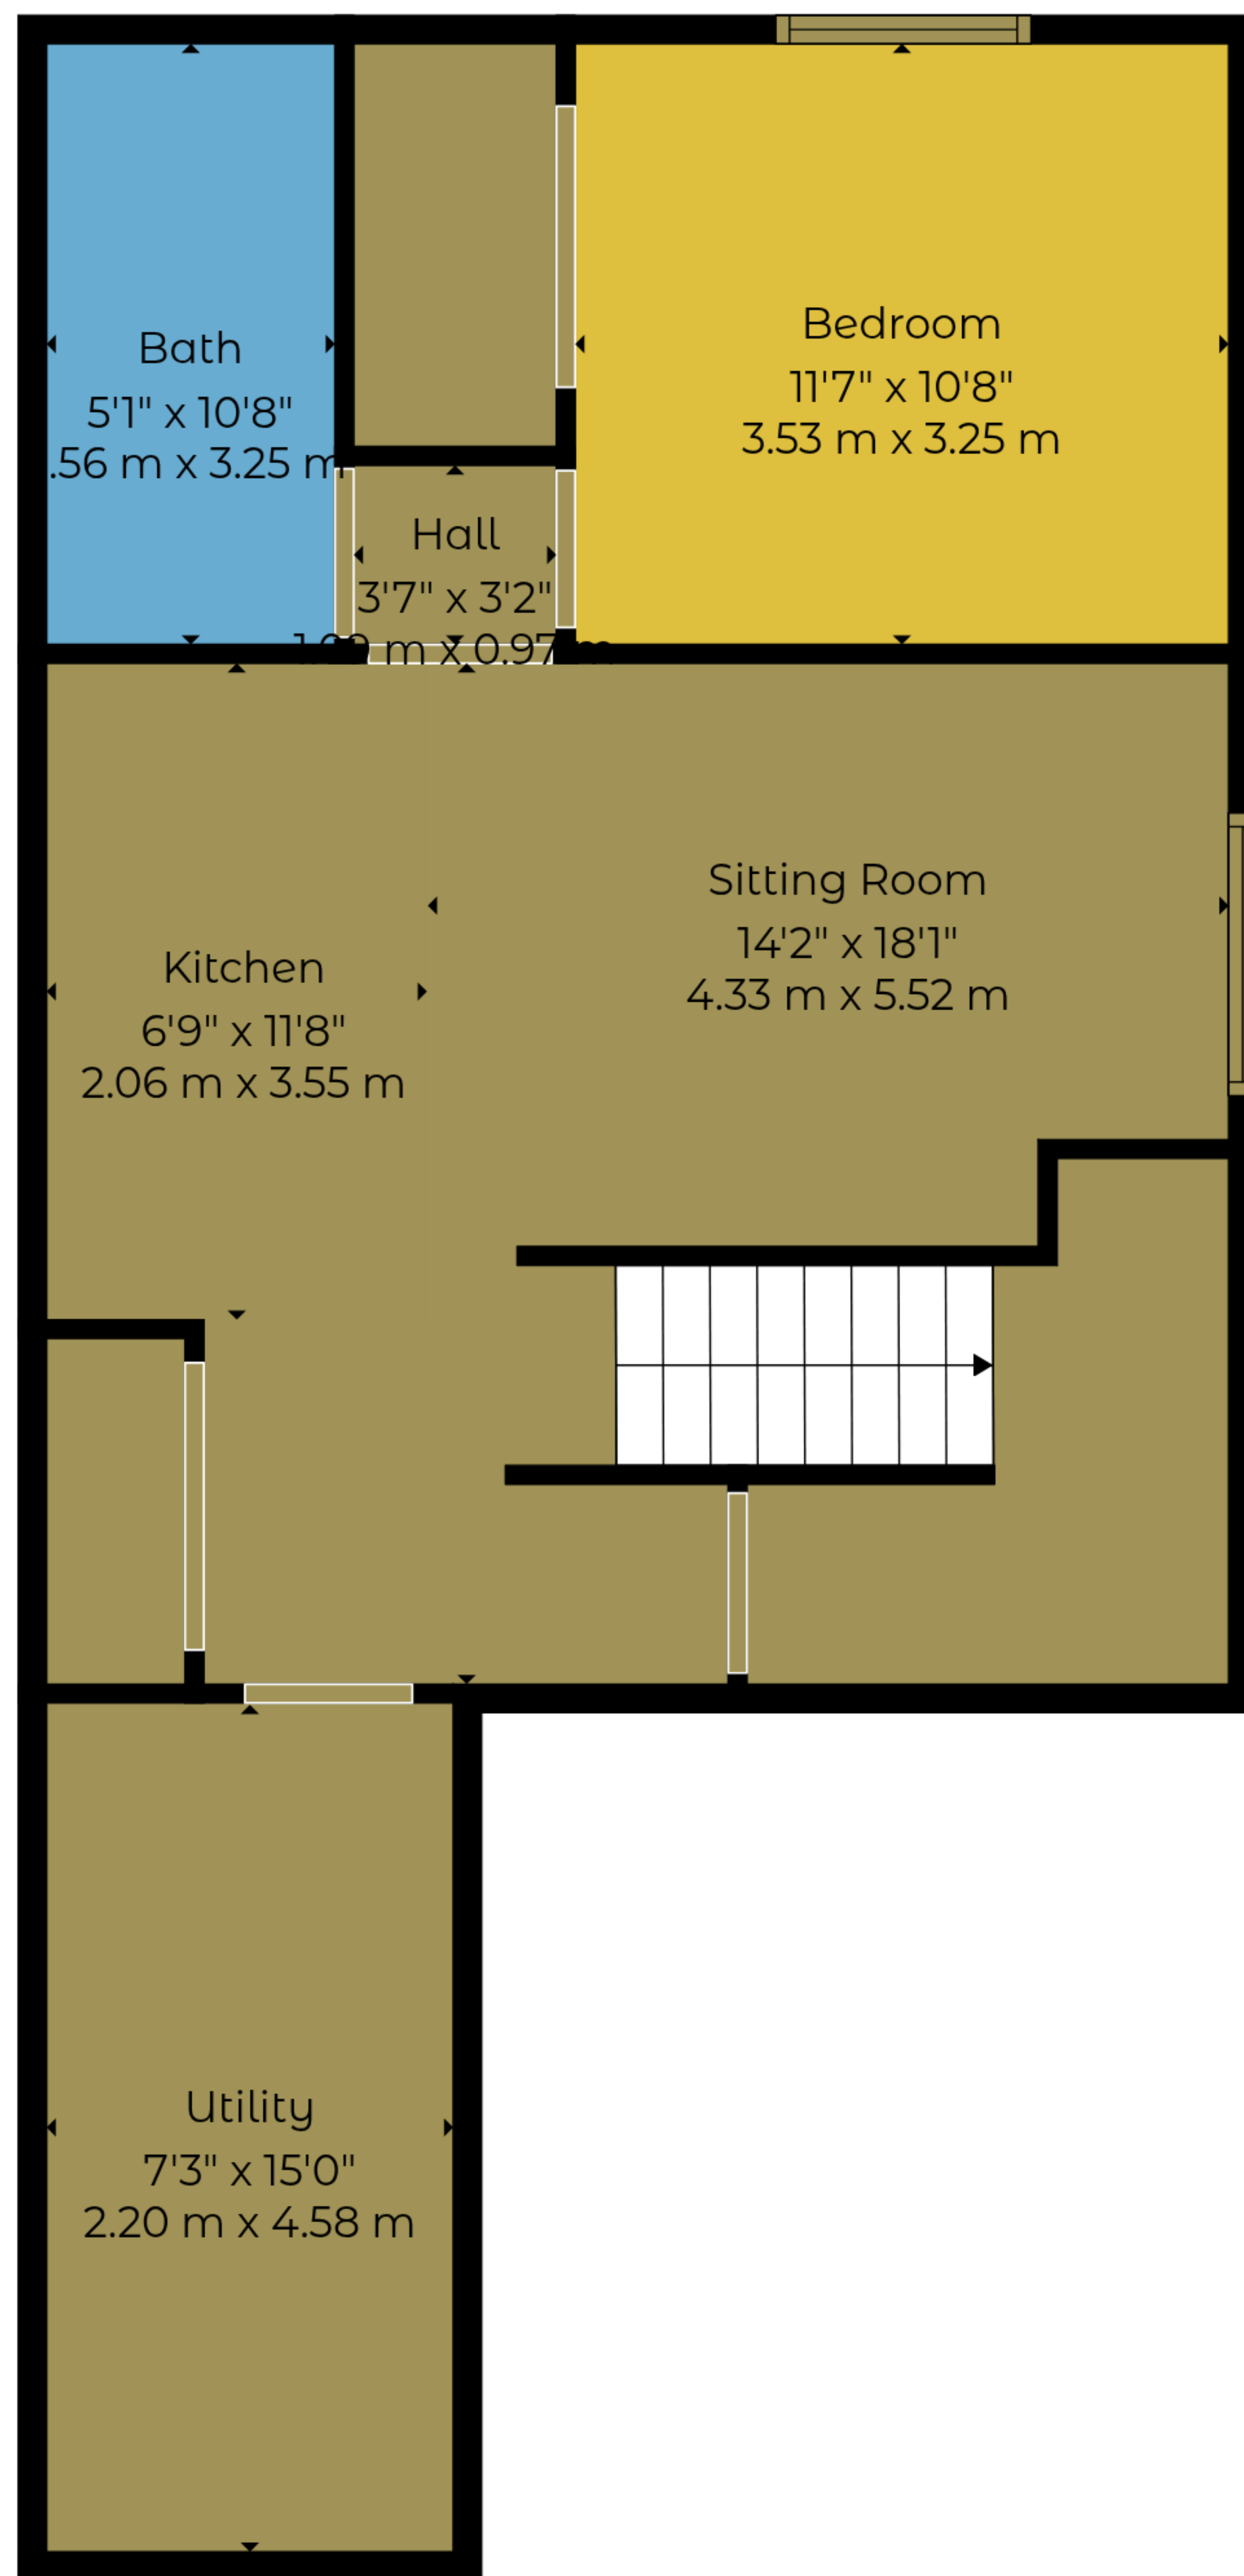 Bedroom
11'7" x 10'8"
3.53 m x 3.25 m
Bath
5'1" x 10'8"
.56 m x 3.25 m
Hall
3'7" x 3'2"
m x 0.97 m
Sitting Room
14'2" x 18'1"
4.33 m x 5.52 m
Kitchen
6'9" x 11'8"
2.06 m x 3.55 m
Utility
7'3" x 15'0"
2.20 m x 4.58 m